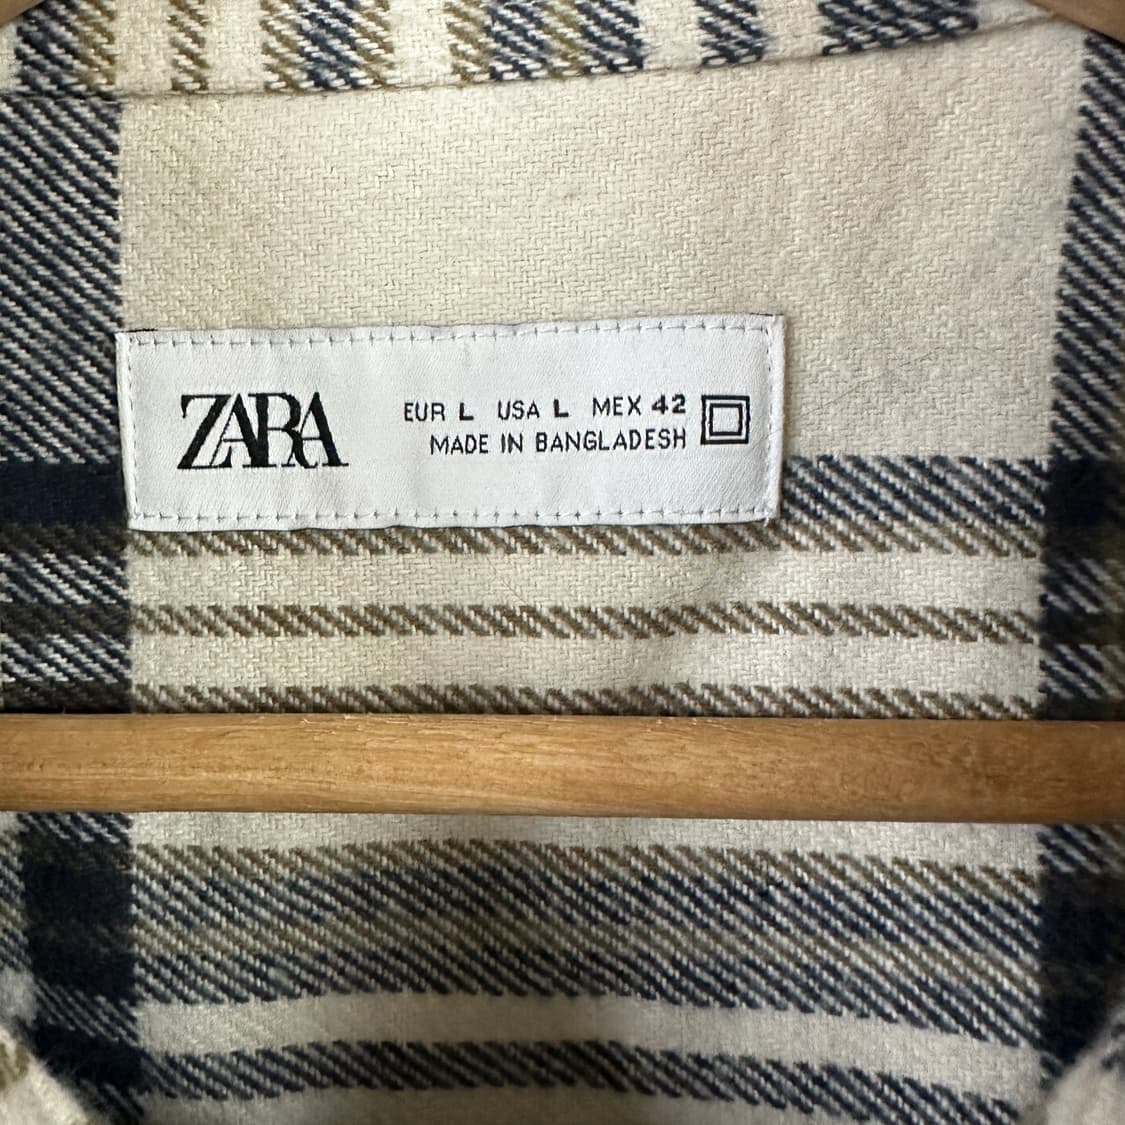 ZARA
EUR L USA L MEX 42
MADE IN BANGLADESH